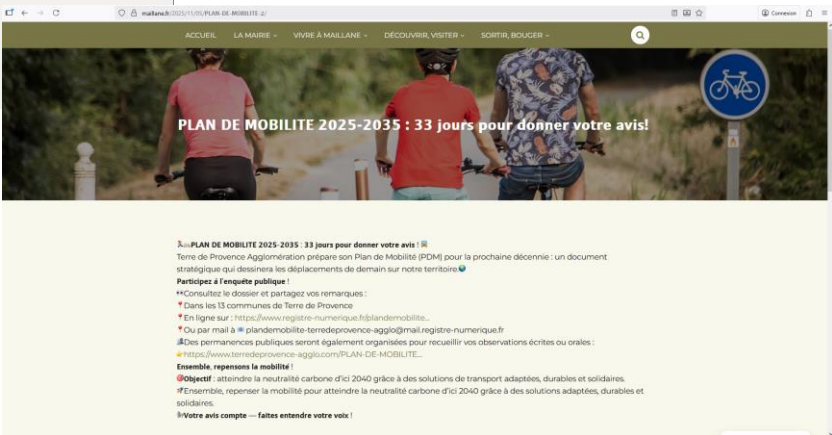 maillane.fr/2025/11/05/PLAN-DE-MOBILITE-2/
Connexion
ACCUEIL LA MAIRIE VIVRE À MAILLANE DÉCOUVRIR, VISITER SORTIR, BOUGER
PLAN DE MOBILITE 2025-2035 : 33 jours pour donner votre avis!
PLAN DE MOBILITE 2025-2035 : 33 jours pour donner votre avis !
Terre de Provence Agglomération prépare son Plan de Mobilité (PDM) pour la prochaine décennie : un document
stratégique qui dessinera les déplacements de demain sur notre territoire.
Participez á l'enquête publique !
Consultez le dossier et partagez vos remarques :
Dans les 13 communes de Terre de Provence
En ligne sur : https://www.registre-numerique.fr/plandemobilite...
Ou par mail à plandemobilite-terredeprovence-agglo@mail.registre-numerique.fr
Des permanences publiques seront également organisées pour recueillir vos observations écrites ou orales :
https://www.terredeprovence-agglo.com/PLAN-DE-MOBILITE...
Ensemble, repensons la mobilité !
Objectif : atteindre la neutralité carbone d'ici 2040 grâce à des solutions de transport adaptées, durables et solidaires.
Ensemble, repenser la mobilité pour atteindre la neutralité carbone d'ici 2040 grâce à des solutions adaptées, durables et
solidaires.
Votre avis compte — faites entendre votre voix !